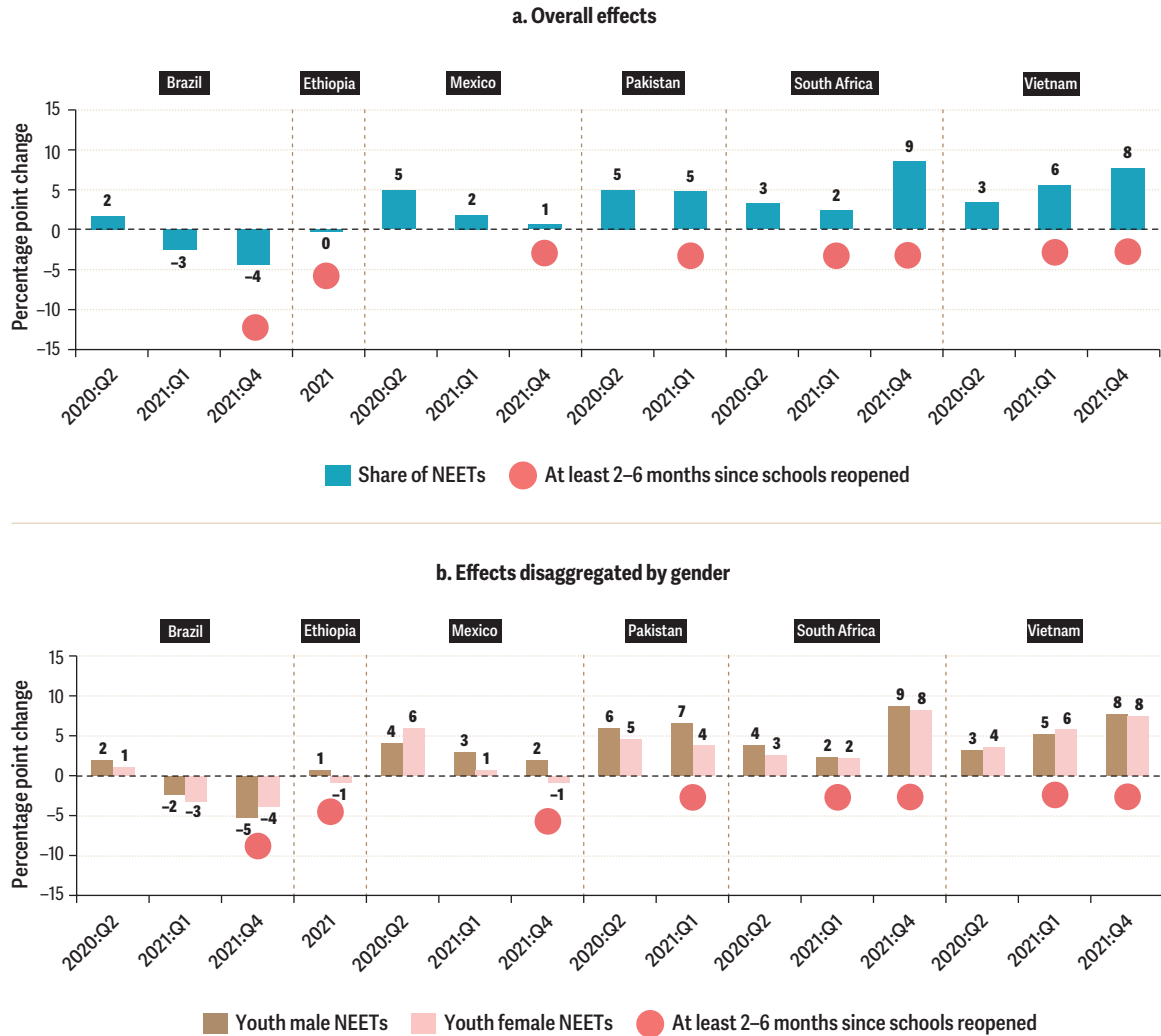 a. Overall effects
Brazil Ethiopia Mexico Pakistan South Africa Vietnam
Percentage point change
15
10
5
0
–5
–10
–15
2 –3 –4 0 5 2 1 5 5 3 2 9 3 6 8
2020:Q2 2021:Q1 2021:Q4 2021 2020:Q2 2021:Q1 2021:Q4 2020:Q2 2021:Q1 2020:Q2 2021:Q1 2021:Q4 2020:Q2 2021:Q1 2021:Q4
Share of NEETs At least 2–6 months since schools reopened
b. Effects disaggregated by gender
Brazil Ethiopia Mexico Pakistan South Africa Vietnam
Percentage point change
15
10
5
0
–5
–10
–15
2 1 –2 –3 –5 –4 1 –1 4 6 3 1 2 –1 6 5 7 4 4 3 2 2 9 8 3 4 5 6 8 8
2020:Q2 2021:Q1 2021:Q4 2021 2020:Q2 2021:Q1 2021:Q4 2020:Q2 2021:Q1 2020:Q2 2021:Q1 2021:Q4 2020:Q2 2021:Q1 2021:Q4
Youth male NEETs Youth female NEETs At least 2–6 months since schools reopened